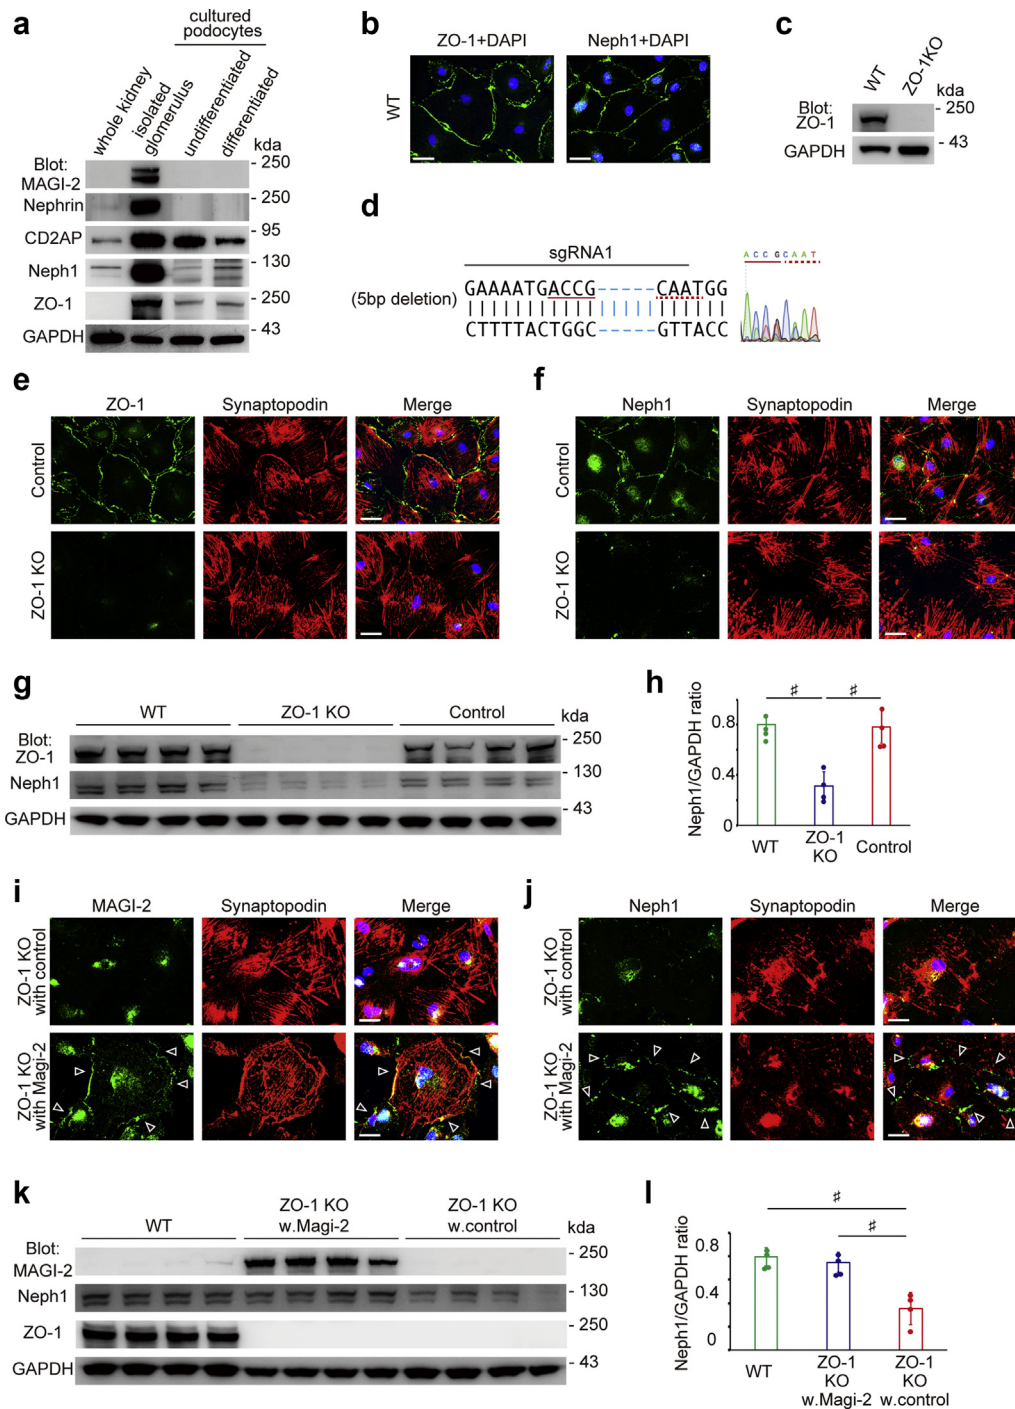 a
cultured
podocytes
whole kidney
isolated
glomerulus
undifferentiated
differentiated
kda
Blot:
MAGI-2
- 250
Nephrin
- 250
CD2AP
- 95
Neph1
- 130
ZO-1
- 250
GAPDH
- 43
b
ZO-1+DAPI
Neph1+DAPI
WT
c
WT
ZO-1KO
kda
Blot:
ZO-1
- 250
GAPDH
- 43
d
sgRNA1
(5bp deletion)
GAAAATGACCG-----CAATGG
CTTTTACTGGC-----GTTACC
ACCGCAAT
e
ZO-1 Synaptopodin Merge
Control
ZO-1 KO
f
Neph1 Synaptopodin Merge
Control
ZO-1 KO
g
WT ZO-1 KO Control
kda
Blot:
ZO-1
- 250
Neph1
- 130
GAPDH
- 43
h
Neph1/GAPDH ratio
♯ ♯
0.8
0.4
0
WT ZO-1 KO Control
i
MAGI-2 Synaptopodin Merge
ZO-1 KO
with control
ZO-1 KO
with Magi-2
j
Neph1 Synaptopodin Merge
ZO-1 KO
with control
ZO-1 KO
with Magi-2
k
WT
ZO-1 KO
w.Magi-2
ZO-1 KO
w.control
kda
Blot:
MAGI-2
- 250
Neph1
- 130
ZO-1
- 250
GAPDH
- 43
l
Neph1/GAPDH ratio
♯
♯
0.8
0.4
0
WT
ZO-1
KO
w.Magi-2
ZO-1
KO
w.control